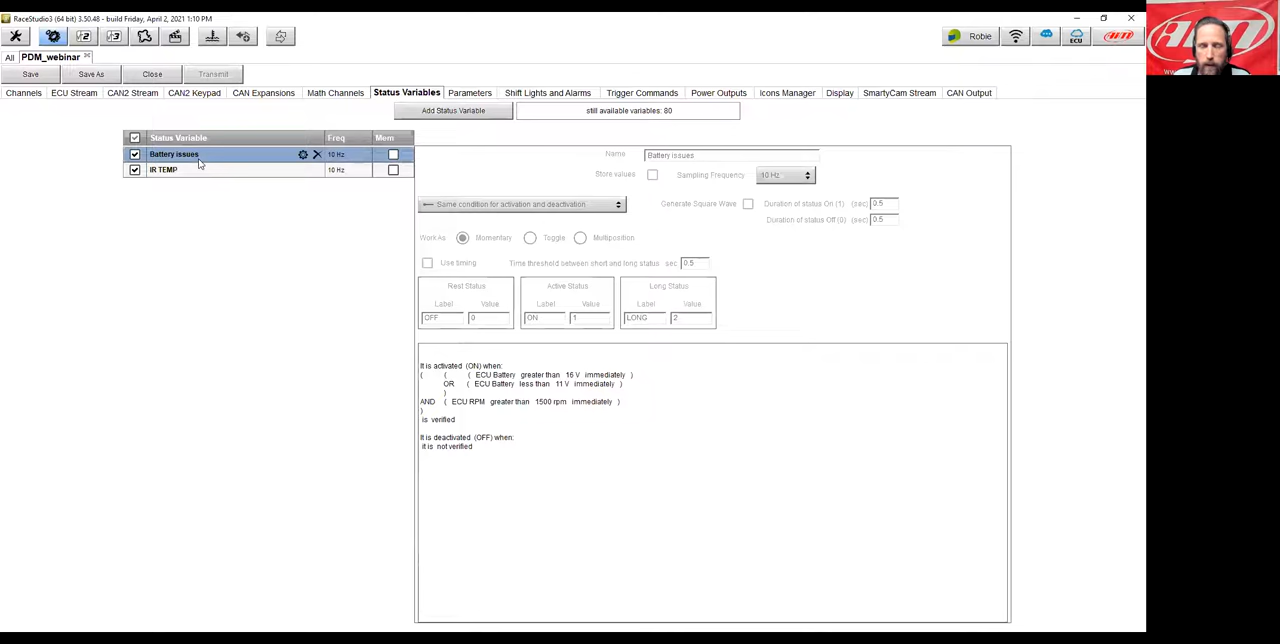 RaceStudio3 (64 bit) 3.50.48 - build Friday, April 2, 2021 1:10 PM
2 3 Robie ECU AiM
All PDM_webinar
Save Save As Close Transmit
Channels ECU Stream CAN2 Stream CAN2 Keypad CAN Expansions Math Channels Status Variables Parameters Shift Lights and Alarms Trigger Commands Power Outputs Icons Manager Display SmartyCam Stream CAN Output
Add Status Variable still available variables: 80
Status Variable Freq Mem
Battery issues 10 Hz
IR TEMP 10 Hz
Name Battery issues
Store values Sampling Frequency 10 Hz
Same condition for activation and deactivation Generate Square Wave Duration of status On (1) (sec) 0.5
Duration of status Off (0) (sec) 0.5
Work As Momentary Toggle Multiposition
Use timing Time threshold between short and long status sec 0.5
Rest Status Active Status Long Status
Label Value Label Value Label Value
OFF 0 ON 1 LONG 2
It is activated (ON) when:
( ( ( ECU Battery greater than 16 V immediately )
OR ( ECU Battery less than 11 V immediately )
)
AND ( ECU RPM greater than 1500 rpm immediately )
)
is verified
It is deactivated (OFF) when:
it is not verified